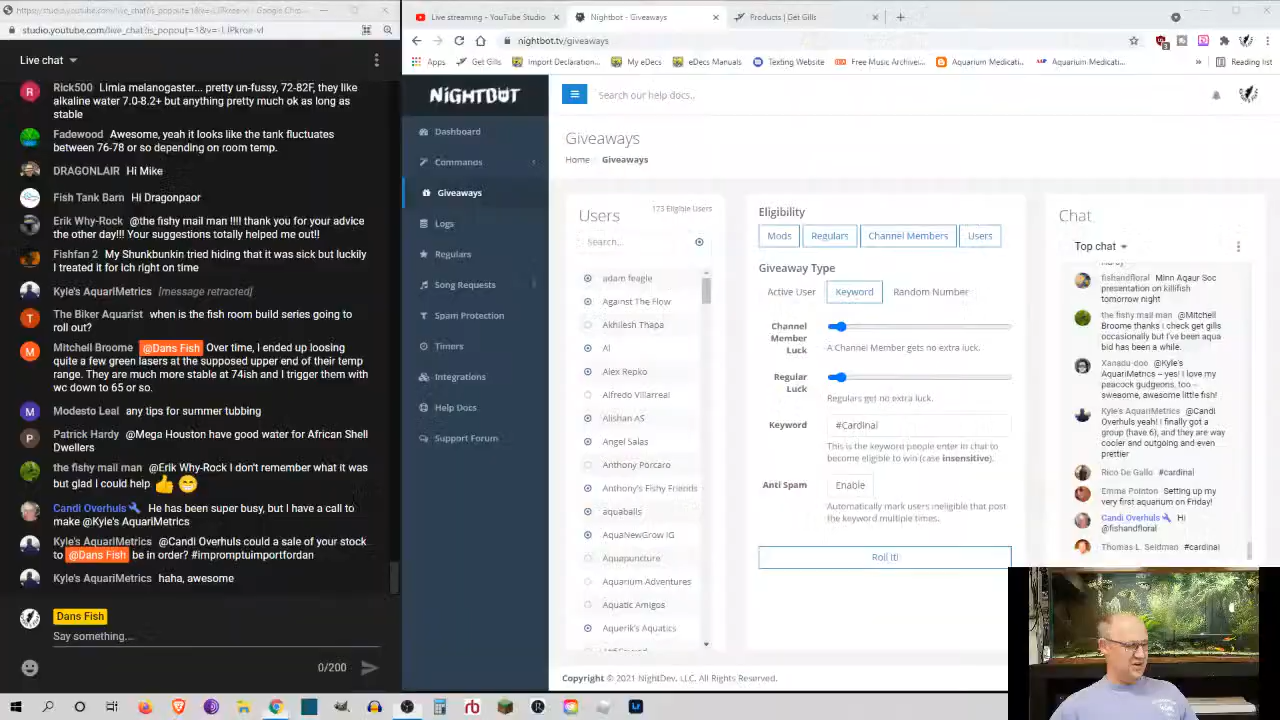 Live chat
Rick500 Limia melanogaster... pretty un-fussy, 72-82F, they like
alkaline water 7.0-8.2+ but anything pretty much ok as long as
stable
Fadewood Awesome, yeah it looks like the tank fluctuates
between 76-78 or so depending on room temp.
DRAGONLAIR Hi Mike
Fish Tank Barn Hi Dragonpaor
Erik Why-Rock @the fishy mail man !!!! thank you for your advice
the other day!!! Your suggestions totally helped me out!!
Fishfan 2 My Shunkbunkin tried hiding that it was sick but luckily
I treated it for Ich right on time
Kyle's AquariMetrics [message retracted]
The Biker Aquarist when is the fish room build series going to
roll out?
Mitchell Broome @Dans Fish Over time, I ended up loosing
quite a few green lasers at the supposed upper end of their temp
range. They are much more stable at 74ish and I trigger them with
wc down to 65 or so.
Modesto Leal any tips for summer tubbing
Patrick Hardy @Mega Houston have good water for African Shell
Dwellers
the fishy mail man @Erik Why-Rock I don't remember what it was
but glad I could help
Candi Overhuls He has been super busy, but I have a call to
make @Kyle's AquariMetrics
Kyle's AquariMetrics @Candi Overhuls could a sale of your stock
to @Dans Fish be in order? #impromptuimportfordan
Kyle's AquariMetrics haha, awesome
Dans Fish
Say something...
0/200
Live streaming - YouTube Studio
Nightbot - Giveaways
Products | Get Gills
nightbot.tv/giveaways
Apps
Get Gills
Import Declaration...
My eDecs
eDecs Manuals
Texting Website
Free Music Archive...
Aquarium Medicati...
Aquarium Medicati...
Reading list
NIGHTBOT
Dashboard
Commands
Giveaways
Logs
Regulars
Song Requests
Spam Protection
Timers
Integrations
Help Docs
Support Forum
Search our help docs..
Giveaways
Home Giveaways
Users
173 Eligible Users
Search...
adam feagle
Against The Flow
Akhilesh Thapa
Al
Alex Repko
Alfredo Villarreal
Alishan AS
Angel Salas
Anthony Porcaro
Anthony's Fishy Friends
aquaballs
AquaNewGrow IG
Aquapuncture
Aquarium Adventures
Aquatic Amigos
Aquerik's Aquatics
Eligibility
Mods Regulars Channel Members Users
Giveaway Type
Active User Keyword Random Number
Channel Member Luck
A Channel Member gets no extra luck.
Regular Luck
Regulars get no extra luck.
Keyword #Cardinal
This is the keyword people enter in chat to
become eligible to win (case insensitive).
Anti Spam Enable
Automatically mark users ineligible that post
the keyword multiple times.
Roll It!
Chat
Top chat
fishandfloral Minn Aqaur Soc
presentation on killifish
tomorrow night
the fishy mail man @Mitchell
Broome thanks I check get gills
occasionally but I've been aqua
bid has been a while.
Xanadu-doo @Kyle's
AquariMetrics -- yes! I love my
peacock gudgeons, too --
sweasome, awesome little fish!
Kyle's AquariMetrics @Candi
Overhuls yeah! I finally got a
group (have 6), and they are way
cooler and outgoing and even
prettier
Rico De Gallo #cardinal
Emma Pointon Setting up my
very first aquarium on Friday!
Candi Overhuls Hi
@fishandfloral
Thomas L. Seidman #cardinal
Copyright © 2021 NightDev, LLC. All Rights Reserved.